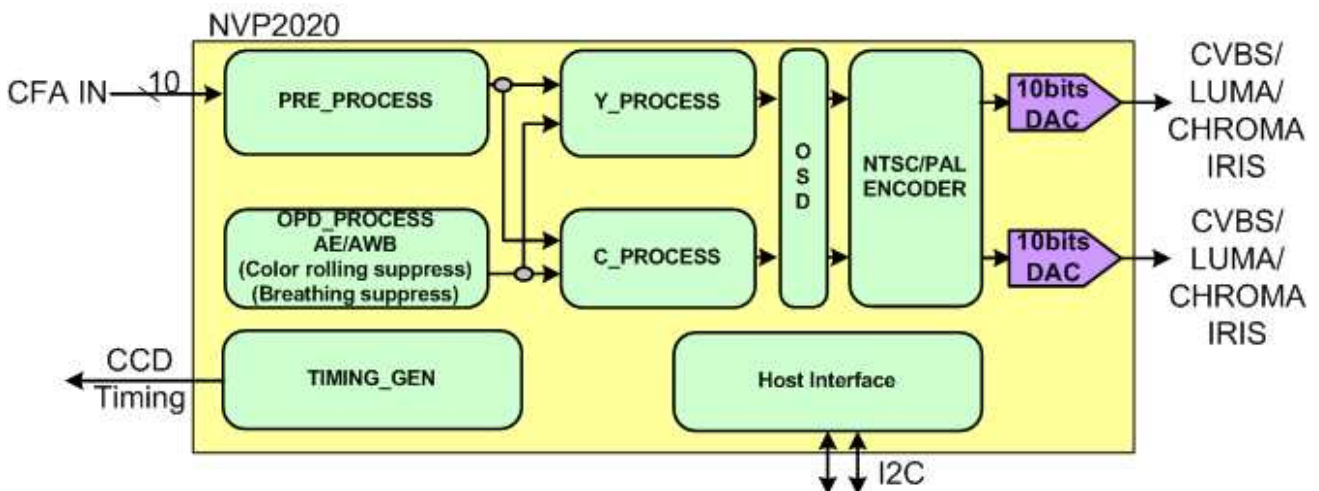 NVP2020
CFA IN
10
PRE_PROCESS
Y_PROCESS
OSD
NTSC/PAL
ENCODER
10bits
DAC
CVBS/
LUMA/
CHROMA
IRIS
OPD_PROCESS
AE/AWB
(Color rolling suppress)
(Breathing suppress)
C_PROCESS
10bits
DAC
CVBS/
LUMA/
CHROMA
IRIS
CCD
Timing
TIMING_GEN
Host Interface
I2C